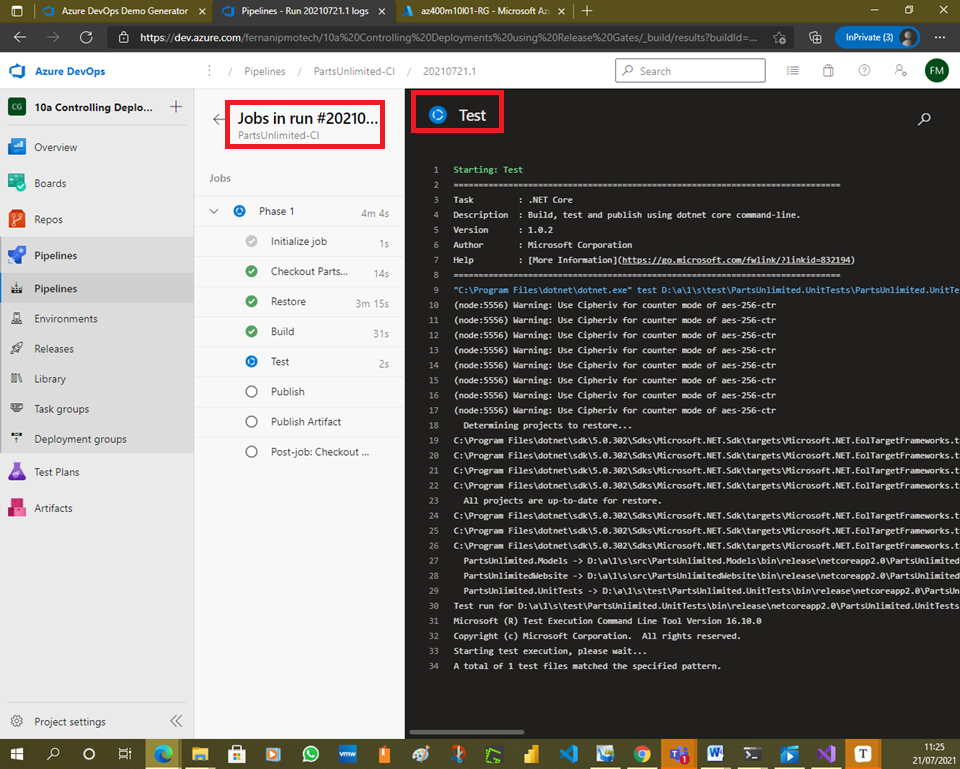 Azure DevOps Demo Generator
Pipelines - Run 20210721.1 logs
az400m10l01-RG - Microsoft Az
https://dev.azure.com/fernanipmotech/10a%20Controlling%20Deployments%20using%20Release%20Gates/_build/results?buildId=...
InPrivate (3)
Azure DevOps
/ Pipelines / PartsUnlimited-CI / 20210721.1
Search
FM
CG
10a Controlling Deplo...
Overview
Boards
Repos
Pipelines
Pipelines
Environments
Releases
Library
Task groups
Deployment groups
Test Plans
Artifacts
Project settings
Jobs in run #20210...
PartsUnlimited-CI
Jobs
Phase 1 4m 4s
Initialize job 1s
Checkout Parts... 14s
Restore 3m 15s
Build 31s
Test 2s
Publish
Publish Artifact
Post-job: Checkout ...
Test
1 Starting: Test
2 ==============================================================================
3 Task : .NET Core
4 Description : Build, test and publish using dotnet core command-line.
5 Version : 1.0.2
6 Author : Microsoft Corporation
7 Help : [More Information](https://go.microsoft.com/fwlink/?linkid=832194)
8 ==============================================================================
9 "C:\Program Files\dotnet\dotnet.exe" test D:\a\1\s\test\PartsUnlimited.UnitTests\PartsUnlimited.UnitTe
10 (node:5556) Warning: Use Cipheriv for counter mode of aes-256-ctr
11 (node:5556) Warning: Use Cipheriv for counter mode of aes-256-ctr
12 (node:5556) Warning: Use Cipheriv for counter mode of aes-256-ctr
13 (node:5556) Warning: Use Cipheriv for counter mode of aes-256-ctr
14 (node:5556) Warning: Use Cipheriv for counter mode of aes-256-ctr
15 (node:5556) Warning: Use Cipheriv for counter mode of aes-256-ctr
16 (node:5556) Warning: Use Cipheriv for counter mode of aes-256-ctr
17 (node:5556) Warning: Use Cipheriv for counter mode of aes-256-ctr
18 Determining projects to restore...
19 C:\Program Files\dotnet\sdk\5.0.302\Sdks\Microsoft.NET.Sdk\targets\Microsoft.NET.EolTargetFrameworks.t
20 C:\Program Files\dotnet\sdk\5.0.302\Sdks\Microsoft.NET.Sdk\targets\Microsoft.NET.EolTargetFrameworks.t
21 C:\Program Files\dotnet\sdk\5.0.302\Sdks\Microsoft.NET.Sdk\targets\Microsoft.NET.EolTargetFrameworks.t
22 C:\Program Files\dotnet\sdk\5.0.302\Sdks\Microsoft.NET.Sdk\targets\Microsoft.NET.EolTargetFrameworks.t
23 All projects are up-to-date for restore.
24 C:\Program Files\dotnet\sdk\5.0.302\Sdks\Microsoft.NET.Sdk\targets\Microsoft.NET.EolTargetFrameworks.t
25 C:\Program Files\dotnet\sdk\5.0.302\Sdks\Microsoft.NET.Sdk\targets\Microsoft.NET.EolTargetFrameworks.t
26 C:\Program Files\dotnet\sdk\5.0.302\Sdks\Microsoft.NET.Sdk\targets\Microsoft.NET.EolTargetFrameworks.t
27 PartsUnlimited.Models -> D:\a\1\s\src\PartsUnlimited.Models\bin\release\netcoreapp2.0\PartsUnlimited
28 PartsUnlimitedWebsite -> D:\a\1\s\src\PartsUnlimitedWebsite\bin\release\netcoreapp2.0\PartsUnlimited
29 PartsUnlimited.UnitTests -> D:\a\1\s\test\PartsUnlimited.UnitTests\bin\release\netcoreapp2.0\PartsUn
30 Test run for D:\a\1\s\test\PartsUnlimited.UnitTests\bin\release\netcoreapp2.0\PartsUnlimited.UnitTests
31 Microsoft (R) Test Execution Command Line Tool Version 16.10.0
32 Copyright (c) Microsoft Corporation. All rights reserved.
33 Starting test execution, please wait...
34 A total of 1 test files matched the specified pattern.
vmw
T
11:25
21/07/2021